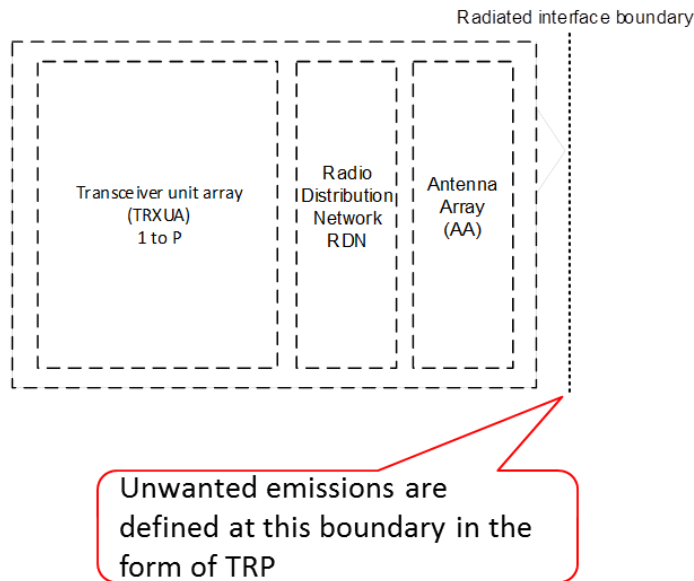 Radiated interface boundary
Transceiver unit array
(TRXUA)
1 to P
Radio
IDistribution
Network
RDN
Antenna
Array
(AA)
Unwanted emissions are
defined at this boundary in the
form of TRP